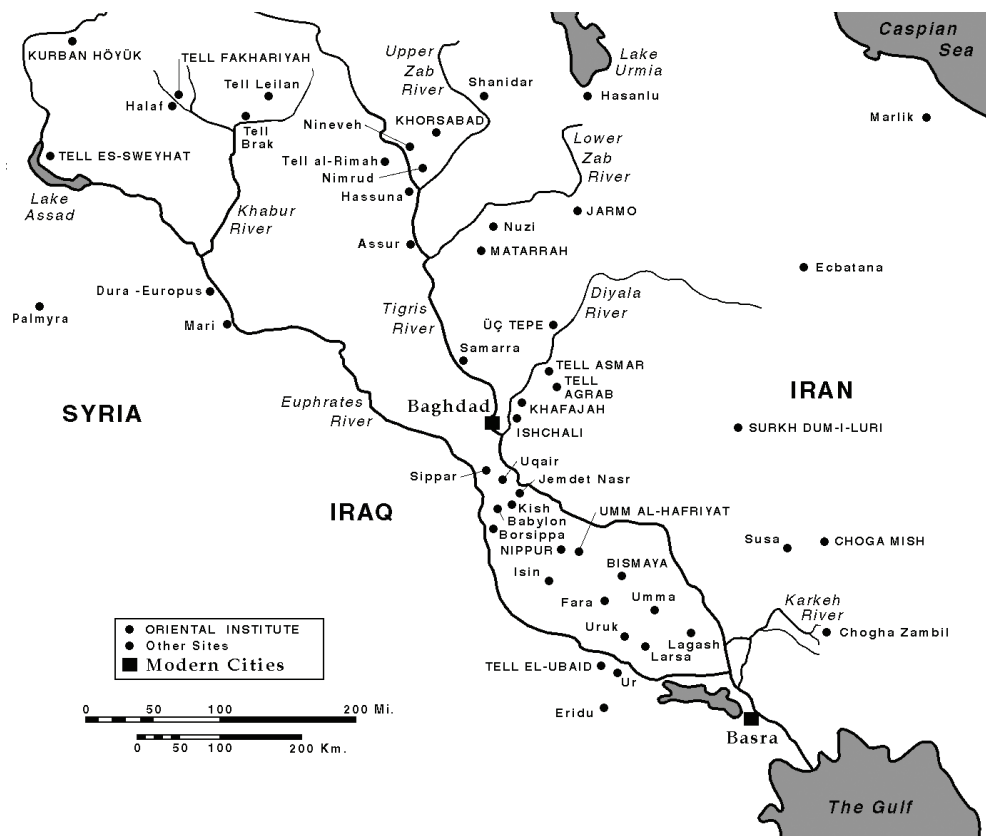 Caspian
Sea
KURBAN HÖYÜK
TELL FAKHARIYAH
Upper
Zab
River
Lake
Urmia
Tell Leilan
Shanidar
Hasanlu
Halaf
Marlik
KHORSABAD
Nineveh
Tell
Brak
Lower
Zab
River
TELL ES-SWEYHAT
Tell al-Rimah
Nimrud
Hassuna
Lake
Assad
Khabur
River
JARMO
Nuzi
Assur
MATARRAH
Ecbatana
Dura -Europus
Diyala
River
Palmyra
Mari
Tigris
River
ÜÇ TEPE
Samarra
TELL ASMAR
TELL
AGRAB
IRAN
SYRIA
Euphrates
River
Baghdad
KHAFAJAH
ISHCHALI
SURKH DUM-I-LURI
Uqair
Sippar
Jemdet Nasr
IRAQ
Kish
Babylon
UMM AL-HAFRIYAT
Borsippa
NIPPUR
Susa
CHOGA MISH
BISMAYA
Isin
Fara
Umma
Karkeh
River
Uruk
Lagash
Chogha Zambil
Larsa
TELL EL-UBAID
Ur
Eridu
Basra
The Gulf
ORIENTAL INSTITUTE
Other Sites
Modern Cities
0 50 100 200 Mi.
0 50 100 200 Km.